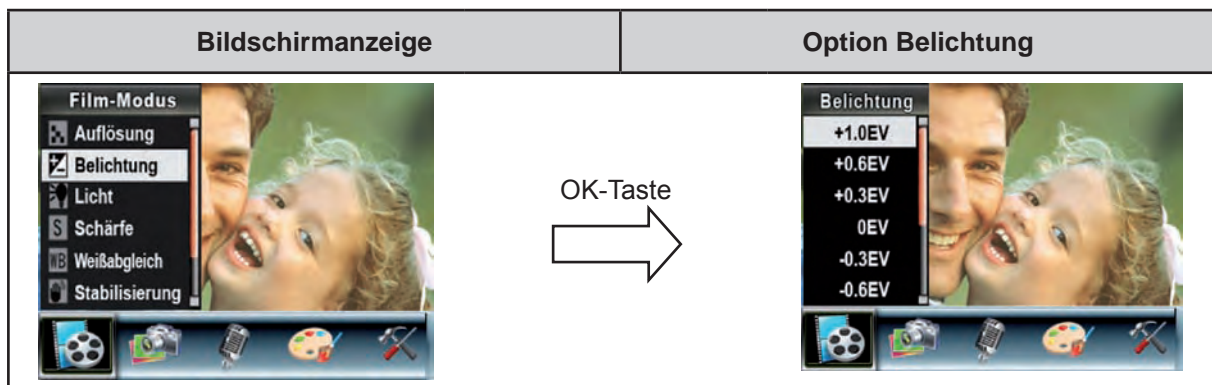 Bildschirmanzeige
Option Belichtung
Film-Modus
Auflösung
Belichtung
Licht
S Schärfe
WB Weißabgleich
Stabilisierung
OK-Taste
Belichtung
+1.0EV
+0.6EV
+0.3EV
0EV
-0.3EV
-0.6EV